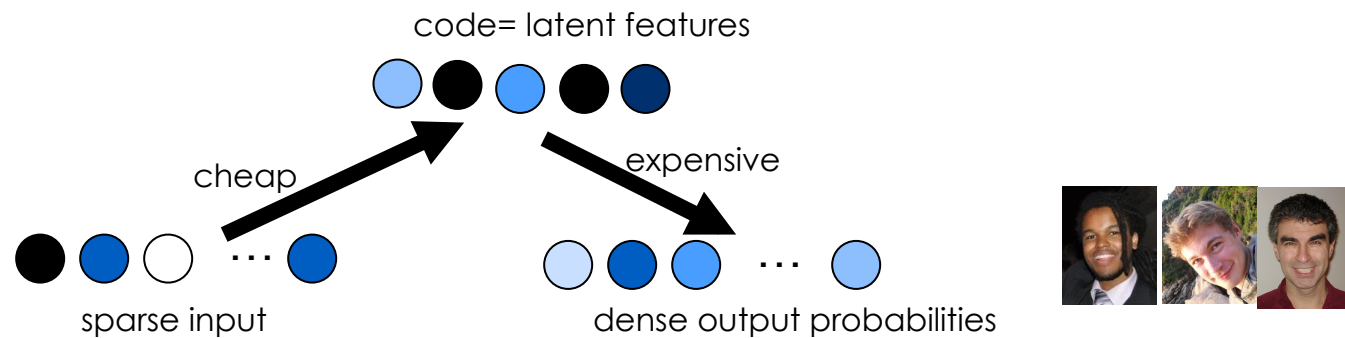 code= latent features
cheap
expensive
...
...
sparse input
dense output probabilities